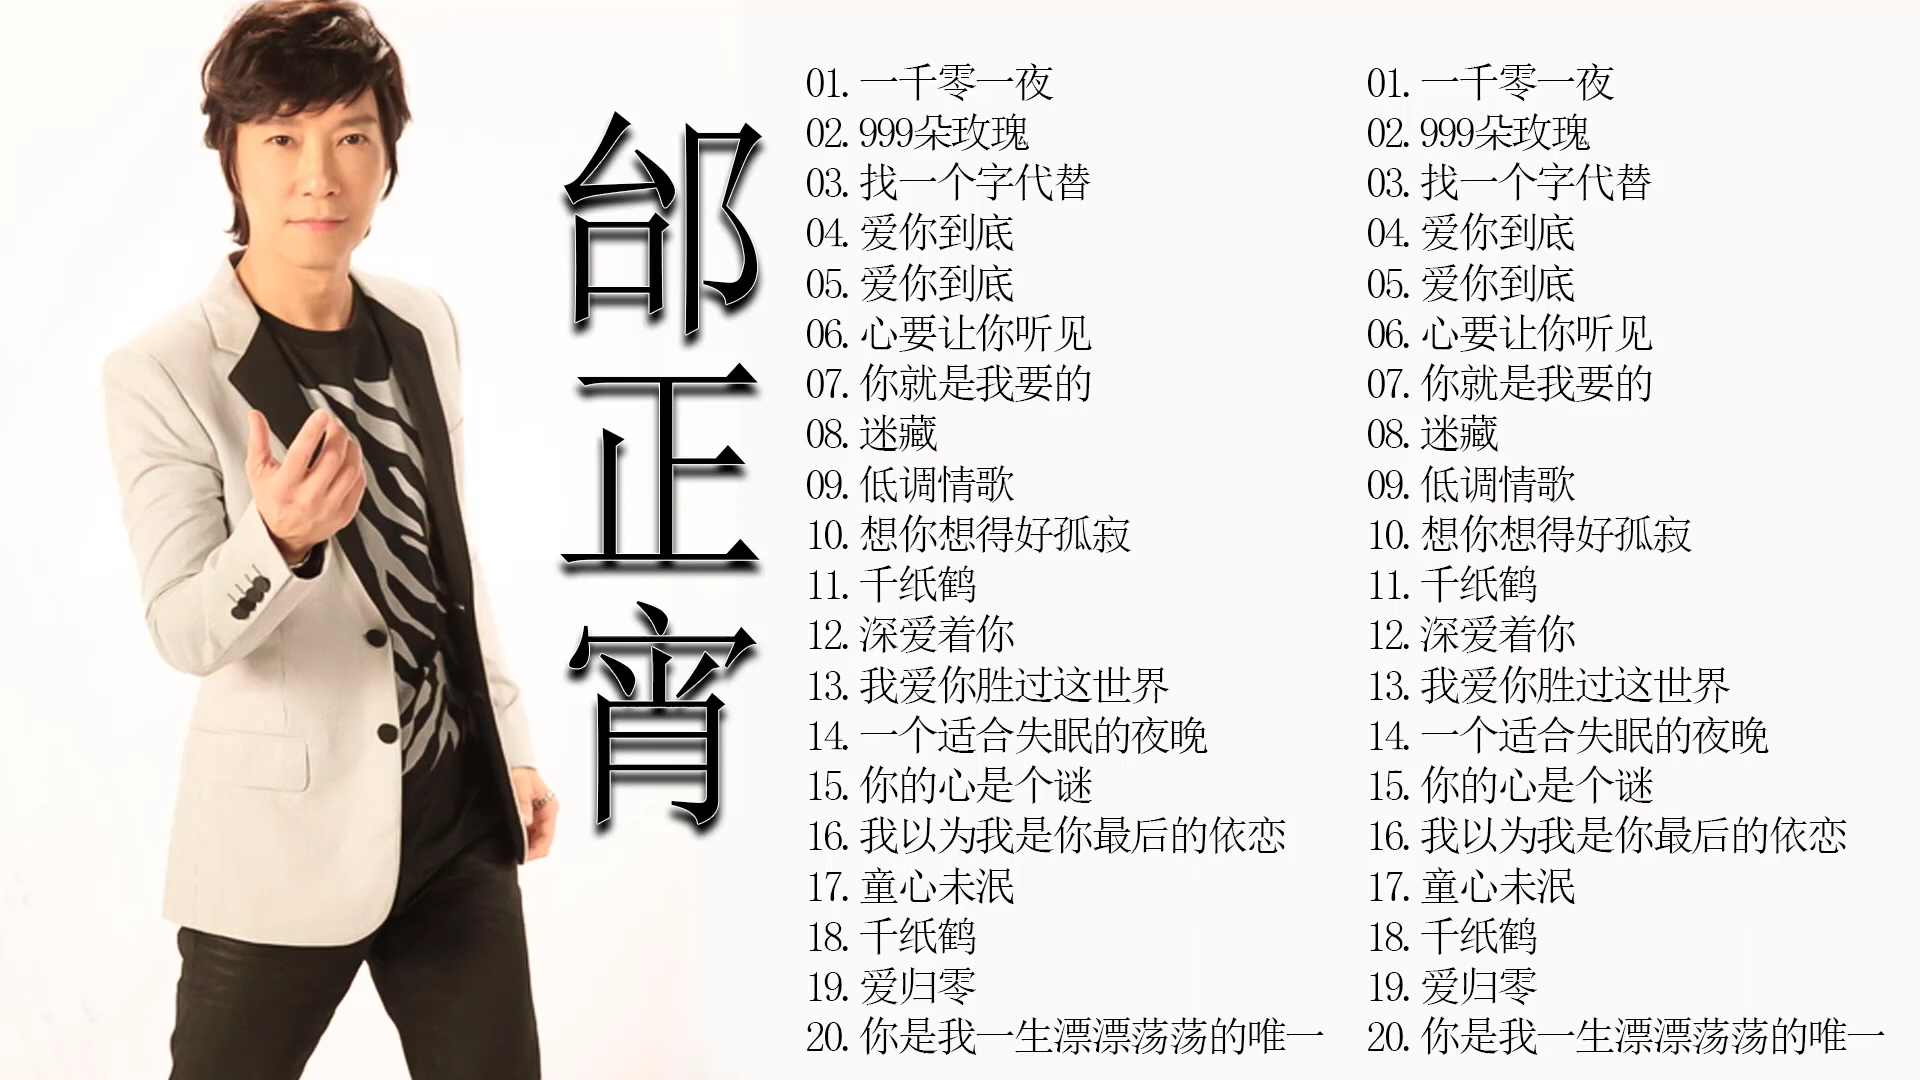 邰正宵
01. 一千零一夜
02. 999朵玫瑰
03. 找一个字代替
04. 爱你到底
05. 爱你到底
06. 心要让你听见
07. 你就是我要的
08. 迷藏
09. 低调情歌
10. 想你想得好孤寂
11. 千纸鹤
12. 深爱着你
13. 我爱你胜过这世界
14. 一个适合失眠的夜晚
15. 你的心是个谜
16. 我以为我是你最后的依恋
17. 童心未泯
18. 千纸鹤
19. 爱归零
20. 你是我一生漂漂荡荡的唯一
01. 一千零一夜
02. 999朵玫瑰
03. 找一个字代替
04. 爱你到底
05. 爱你到底
06. 心要让你听见
07. 你就是我要的
08. 迷藏
09. 低调情歌
10. 想你想得好孤寂
11. 千纸鹤
12. 深爱着你
13. 我爱你胜过这世界
14. 一个适合失眠的夜晚
15. 你的心是个谜
16. 我以为我是你最后的依恋
17. 童心未泯
18. 千纸鹤
19. 爱归零
20. 你是我一生漂漂荡荡的唯一